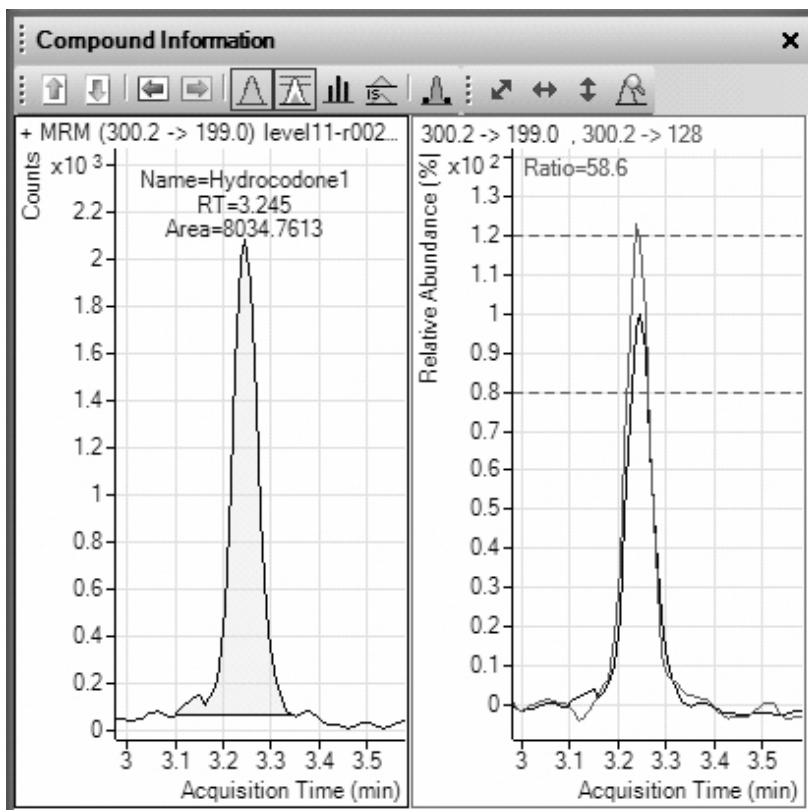 Compound Information
IS
+ MRM (300.2 -> 199.0) level11-r002...
Counts
x10 3
Name=Hydrocodone1
RT=3.245
Area=8034.7613
2.2
2
1.8
1.6
1.4
1.2
1
0.8
0.6
0.4
0.2
0
3 3.1 3.2 3.3 3.4 3.5
Acquisition Time (min)
300.2 -> 199.0 , 300.2 -> 128
Relative Abundance (%)
x10 2
Ratio=58.6
1.3
1.2
1.1
1
0.9
0.8
0.7
0.6
0.5
0.4
0.3
0.2
0.1
0
3 3.1 3.2 3.3 3.4 3.5
Acquisition Time (min)